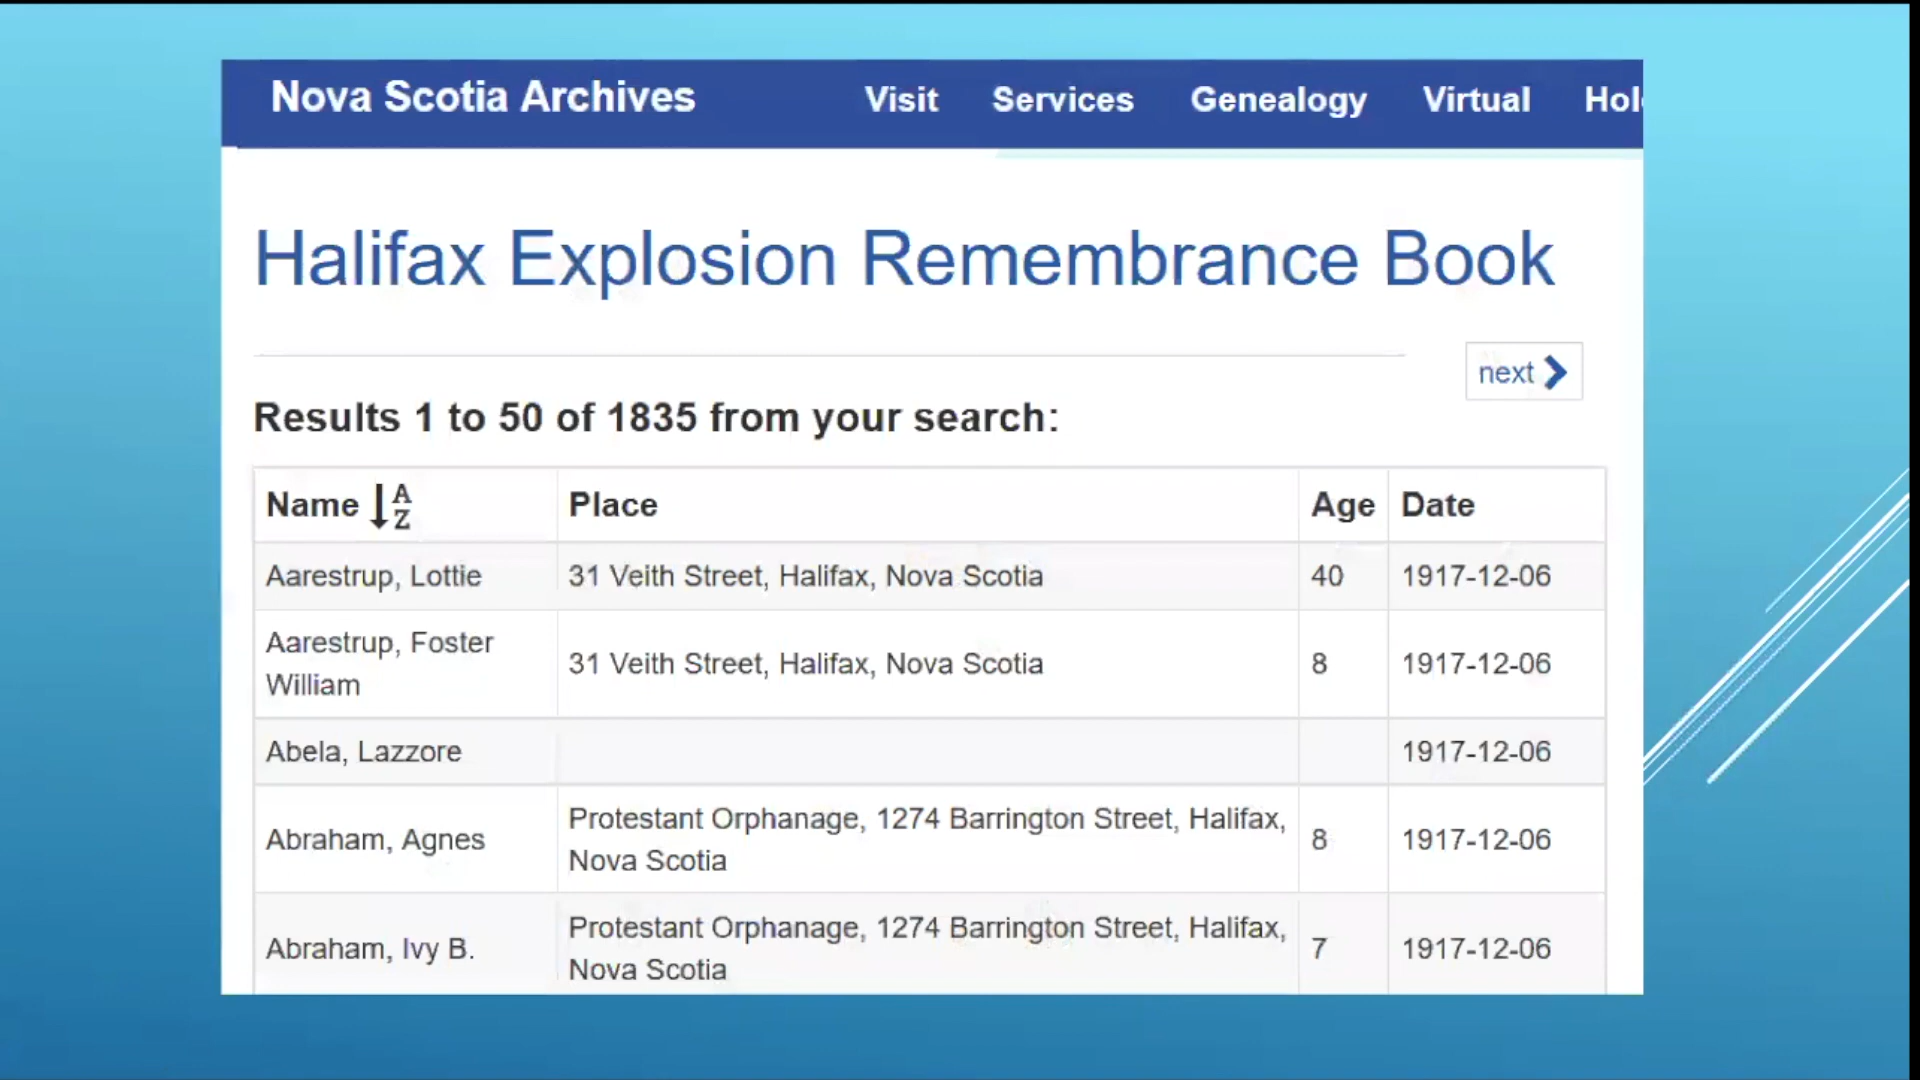 Nova Scotia Archives Visit Services Genealogy Virtual
Halifax Explosion Remembrance Book
next
Results 1 to 50 of 1835 from your search:
Name A Z Place Age Date
Aarestrup, Lottie 31 Veith Street, Halifax, Nova Scotia 40 1917-12-06
Aarestrup, Foster
William 31 Veith Street, Halifax, Nova Scotia 8 1917-12-06
Abela, Lazzore 1917-12-06
Abraham, Agnes Protestant Orphanage, 1274 Barrington Street, Halifax,
Nova Scotia 8 1917-12-06
Abraham, Ivy B. Protestant Orphanage, 1274 Barrington Street, Halifax,
Nova Scotia 7 1917-12-06